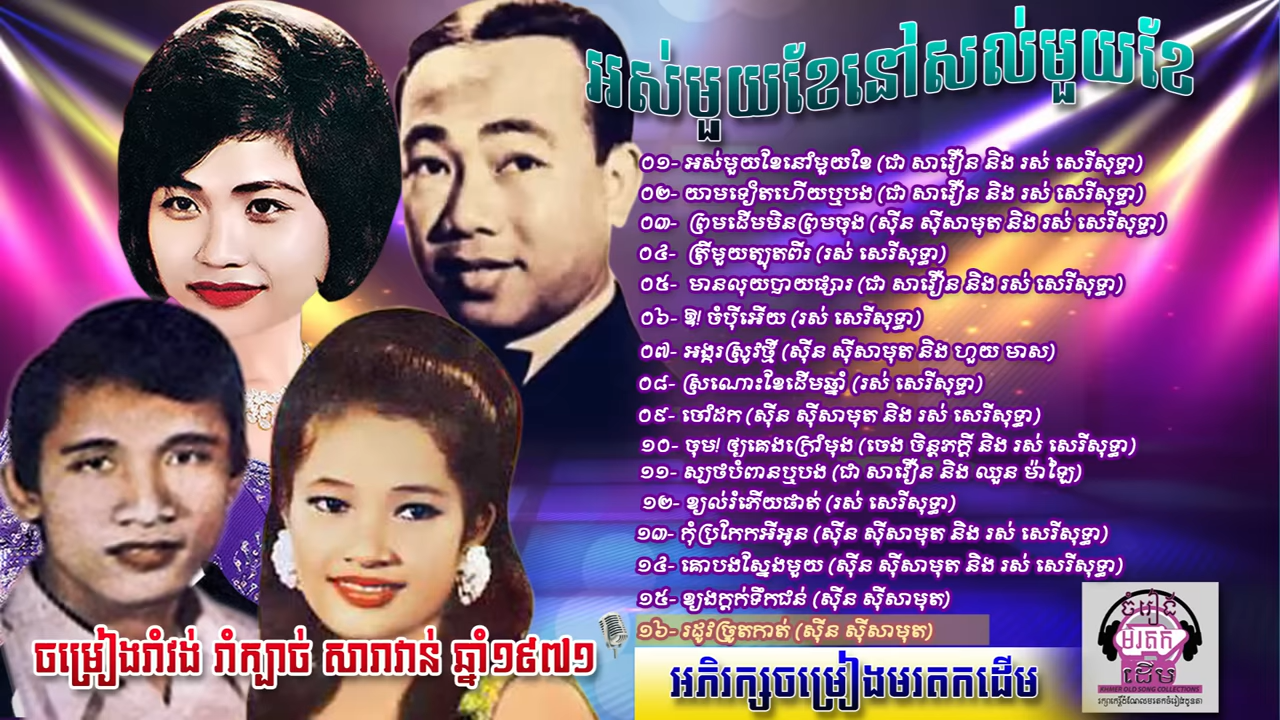 អស់មួយខែនៅសល់មួយខែ
០១- អស់មួយខែនៅមួយខែ (ជា សាវឿន និង រស់ សេរីសុទ្ធា)
០២- យាមទៀតហើយឬបង (ជា សាវឿន និង រស់ សេរីសុទ្ធា)
០៣- ព្រាមដើមមិនព្រាមចុង (ស៊ីន ស៊ីសាមុត និង រស់ សេរីសុទ្ធា)
០៤- ត្រីមួយត្បុតពីរ (រស់ សេរីសុទ្ធា)
០៥- មានលុយបបាយផ្សារ (ជា សាវឿន និង រស់ សេរីសុទ្ធា)
០៦- ឱ! ចំប៉ីអើយ (រស់ សេរីសុទ្ធា)
០៧- អង្ករស្រូវថ្មី (ស៊ីន ស៊ីសាមុត និង ហួយ មាស)
០៨- ស្រណោះខែដើមឆ្នាំ (រស់ សេរីសុទ្ធា)
០៩- ចៅដក (ស៊ីន ស៊ីសាមុត និង រស់ សេរីសុទ្ធា)
១០- ចុម! ឲ្យគេងក្រៅមុង (ចេង ចិន្តភក្ដី និង រស់ សេរីសុទ្ធា)
១១- ស្បថបំពានឬបង (ជា សាវឿន និង ឈួន ម៉ាឡៃ)
១២- ខ្យល់រំភើយផាត់ (រស់ សេរីសុទ្ធា)
១៣- កុំប្រកែកអីអូន (ស៊ីន ស៊ីសាមុត និង រស់ សេរីសុទ្ធា)
១៤- គោបងស្នែងមួយ (ស៊ីន ស៊ីសាមុត និង រស់ សេរីសុទ្ធា)
១៥- ខ្យងក្ដក់ទឹកជន់ (ស៊ីន ស៊ីសាមុត)
១៦- រដូវច្រូតកាត់ (ស៊ីន ស៊ីសាមុត)
ចម្រៀងរាំវង់ រាំក្បាច់ សារាវាន់ ឆ្នាំ១៩៧១
អភិរក្សចម្រៀងមរតកដើម
ចំរៀង
មរតក
ដើម
KHMER OLD SONG COLLECTIONS